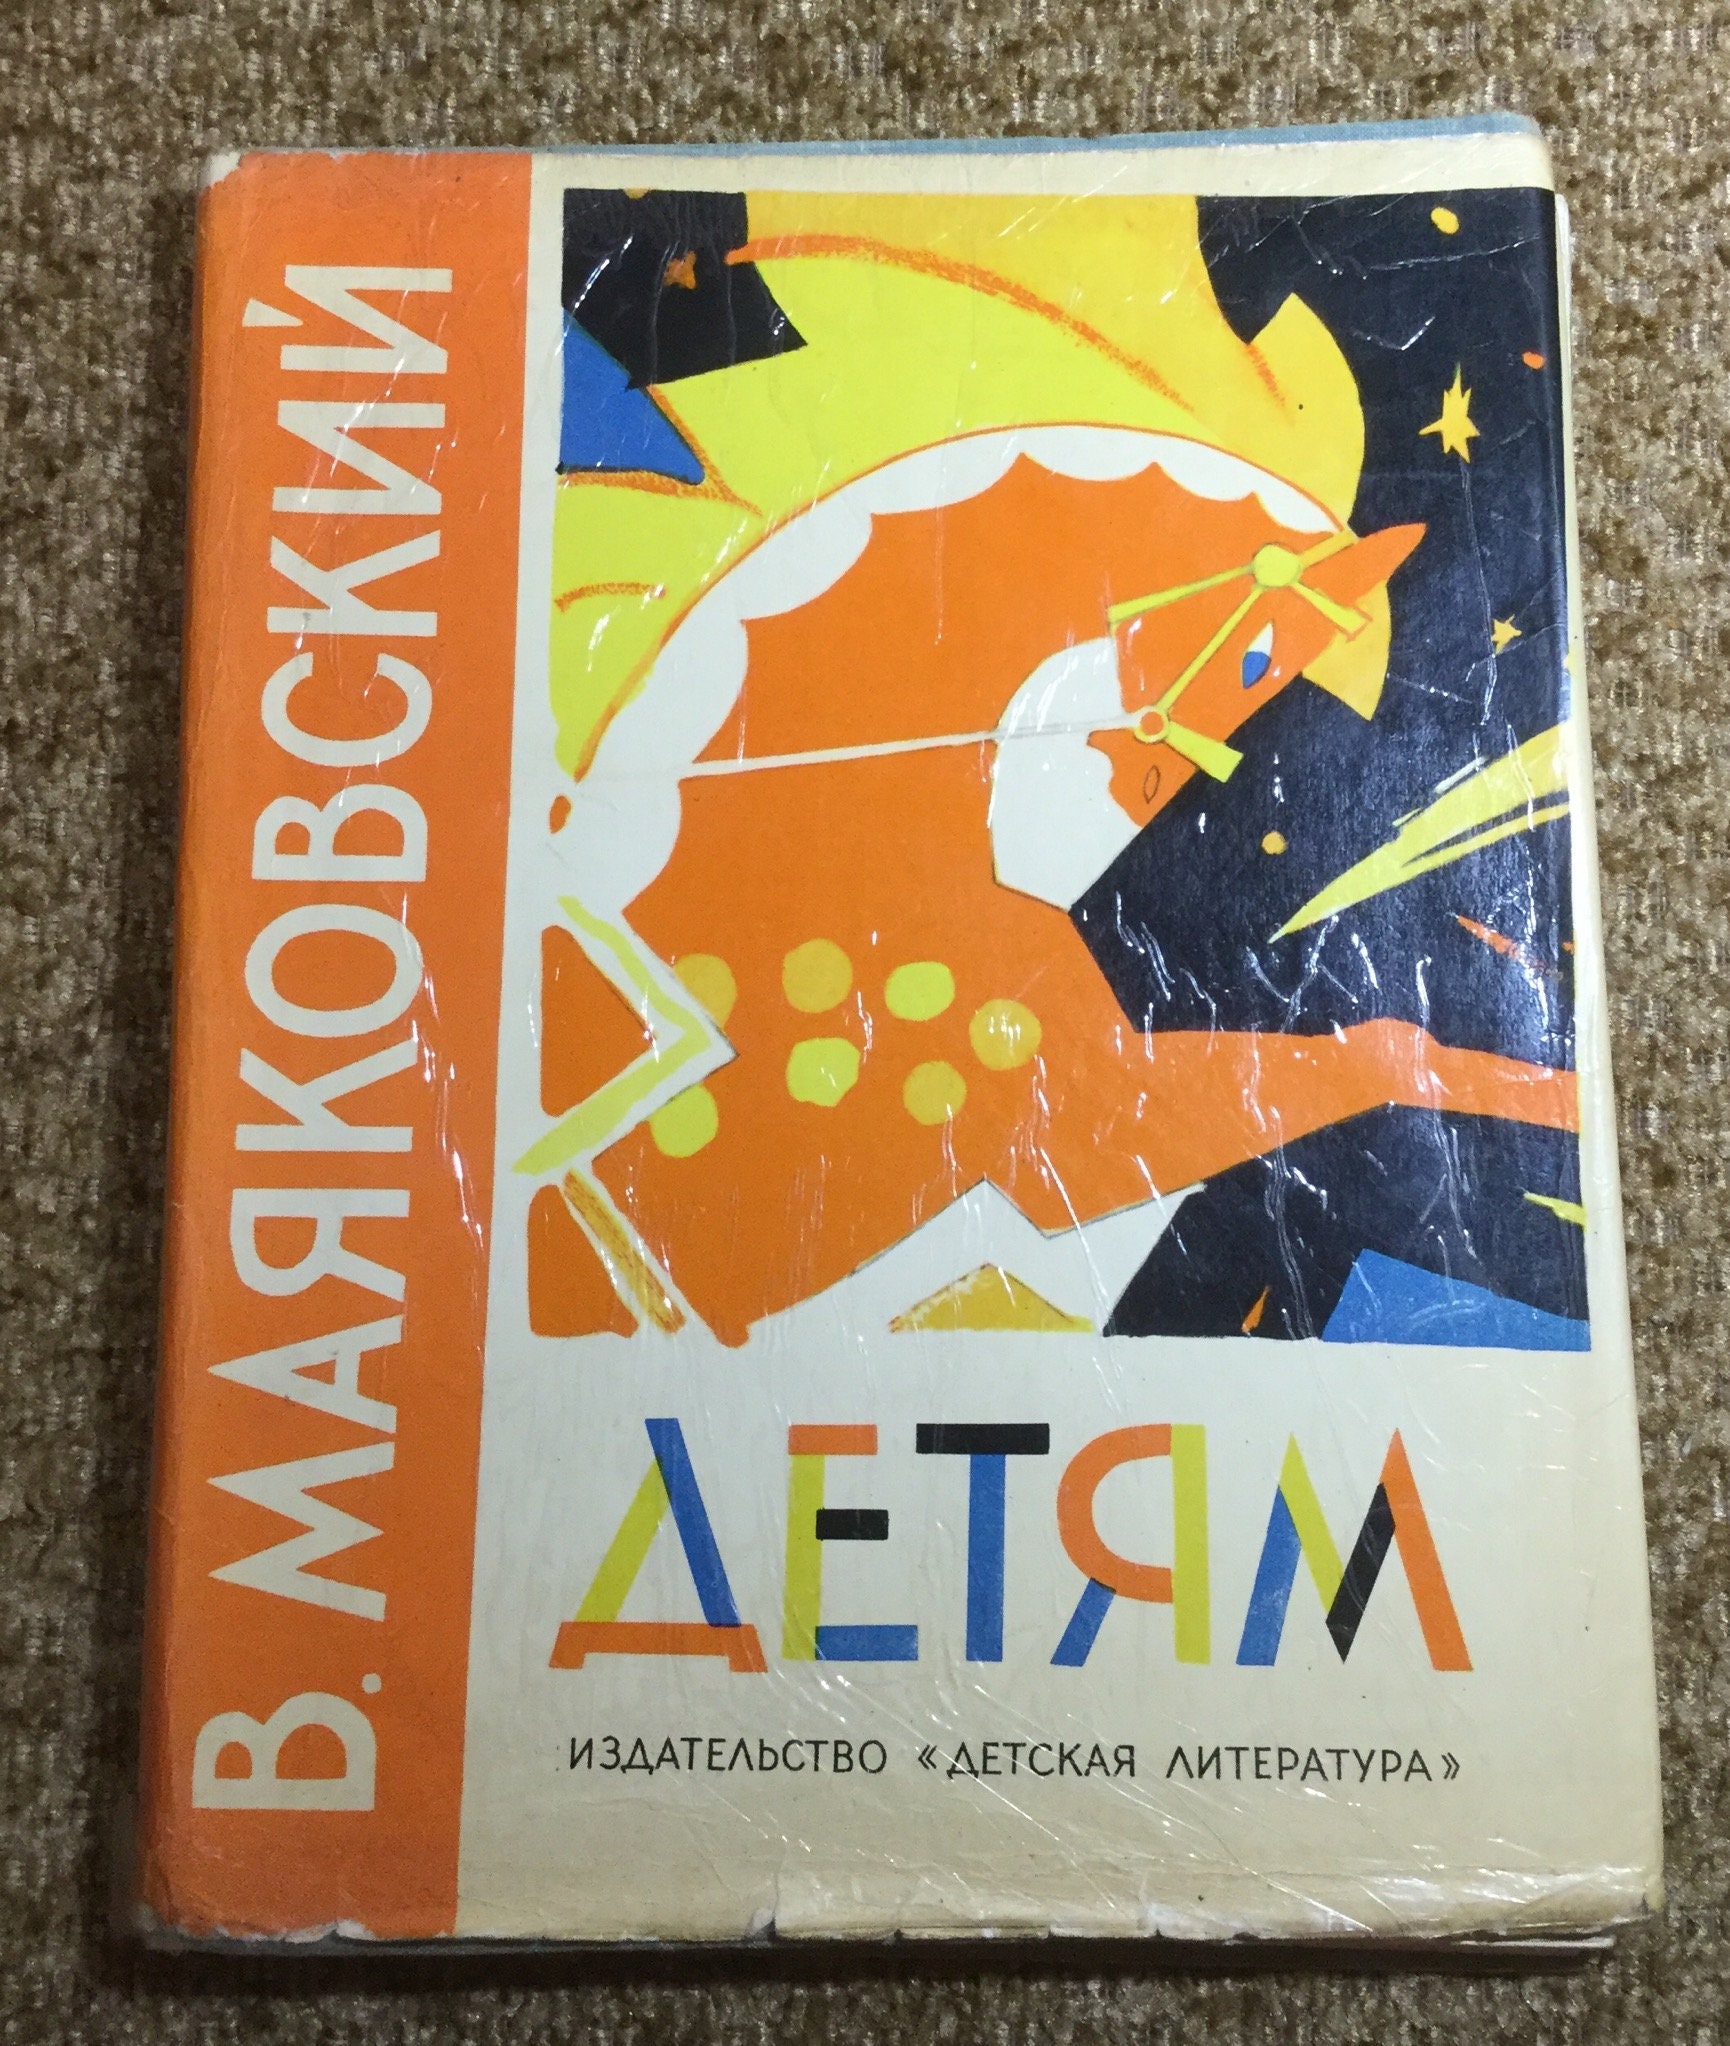 В. МАЯКОВСКИЙ
ДЕТЯМ
ИЗДАТЕЛЬСТВО «ДЕТСКАЯ ЛИТЕРАТУРА»